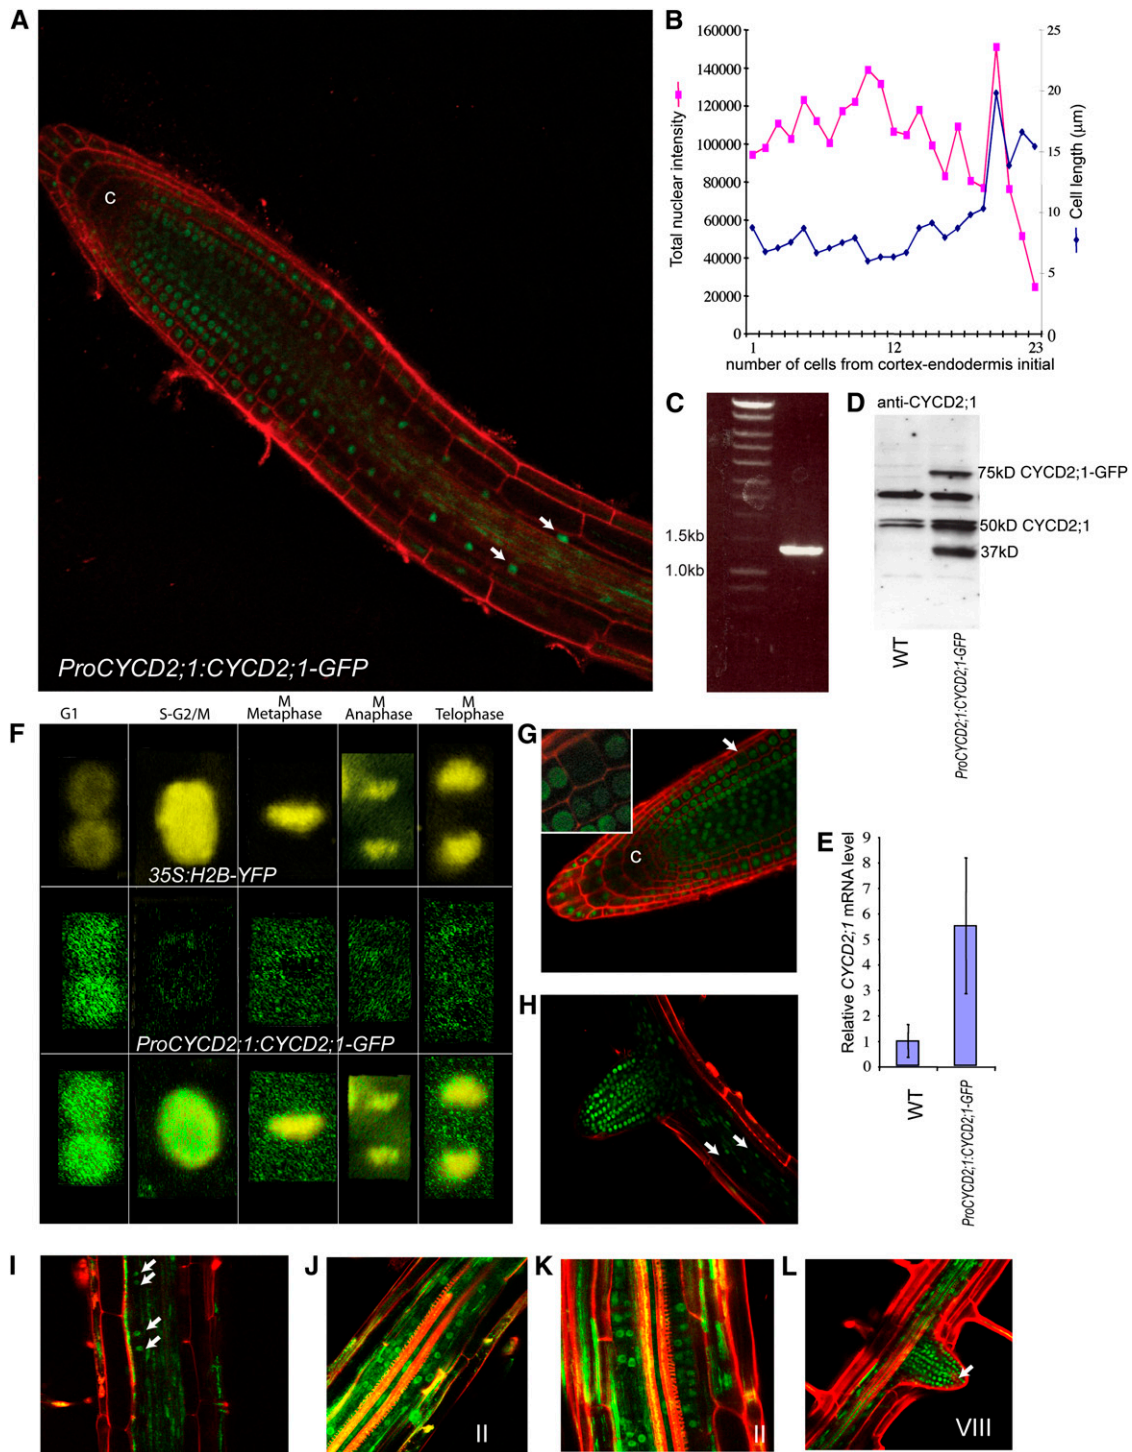 A
c
ProCYCD2;1:CYCD2;1-GFP
B
160000
140000
120000
100000
80000
60000
40000
20000
0
Total nuclear intensity
25
20
15
10
5
0
Cell length (µm)
1
12
23
number of cells from cortex-endodermis initial
C
1.5kb
1.0kb
D
anti-CYCD2;1
75kD CYCD2;1-GFP
50kD CYCD2;1
37kD
WT
ProCYCD2;1:CYCD2;1-GFP
F
G1
S-G2/M
M
Metaphase
M
Anaphase
M
Telophase
35S:H2B-YFP
ProCYCD2;1:CYCD2;1-GFP
G
c
E
9
8
7
6
5
4
3
2
1
0
Relative CYCD2;1 mRNA level
WT
ProCYCD2;1:CYCD2;1-GFP
H
I
J
II
K
II
L
VIII